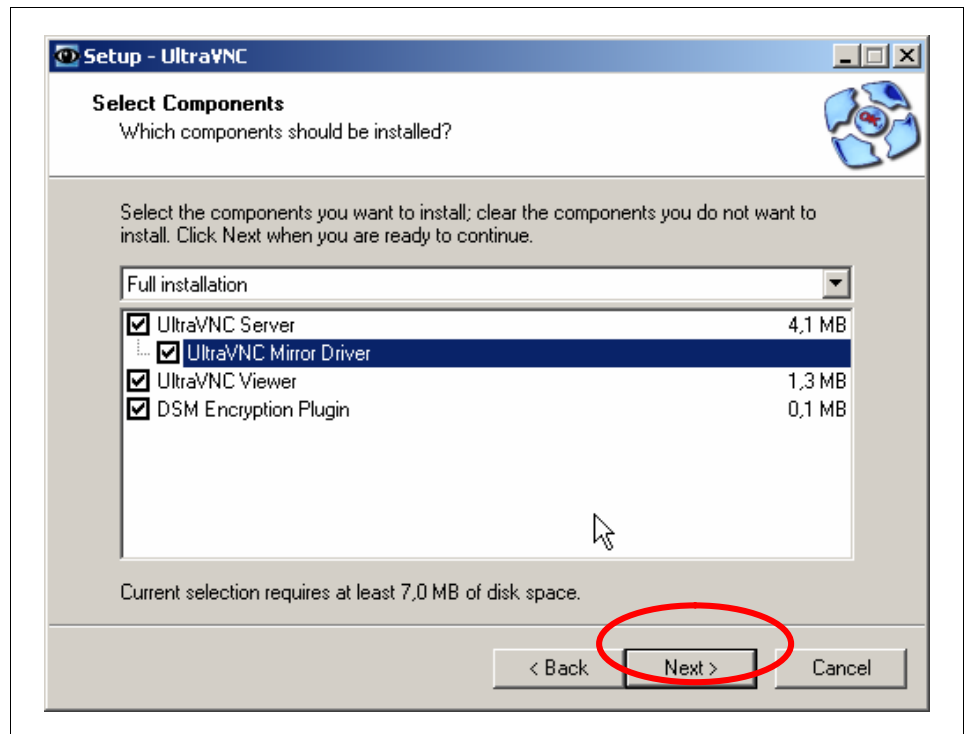 Setup - UltraVNC
Select Components
Which components should be installed?
Select the components you want to install; clear the components you do not want to
install. Click Next when you are ready to continue.
Full installation
UltraVNC Server 4,1 MB
UltraVNC Mirror Driver
UltraVNC Viewer 1,3 MB
DSM Encryption Plugin 0,1 MB
Current selection requires at least 7,0 MB of disk space.
< Back Next > Cancel